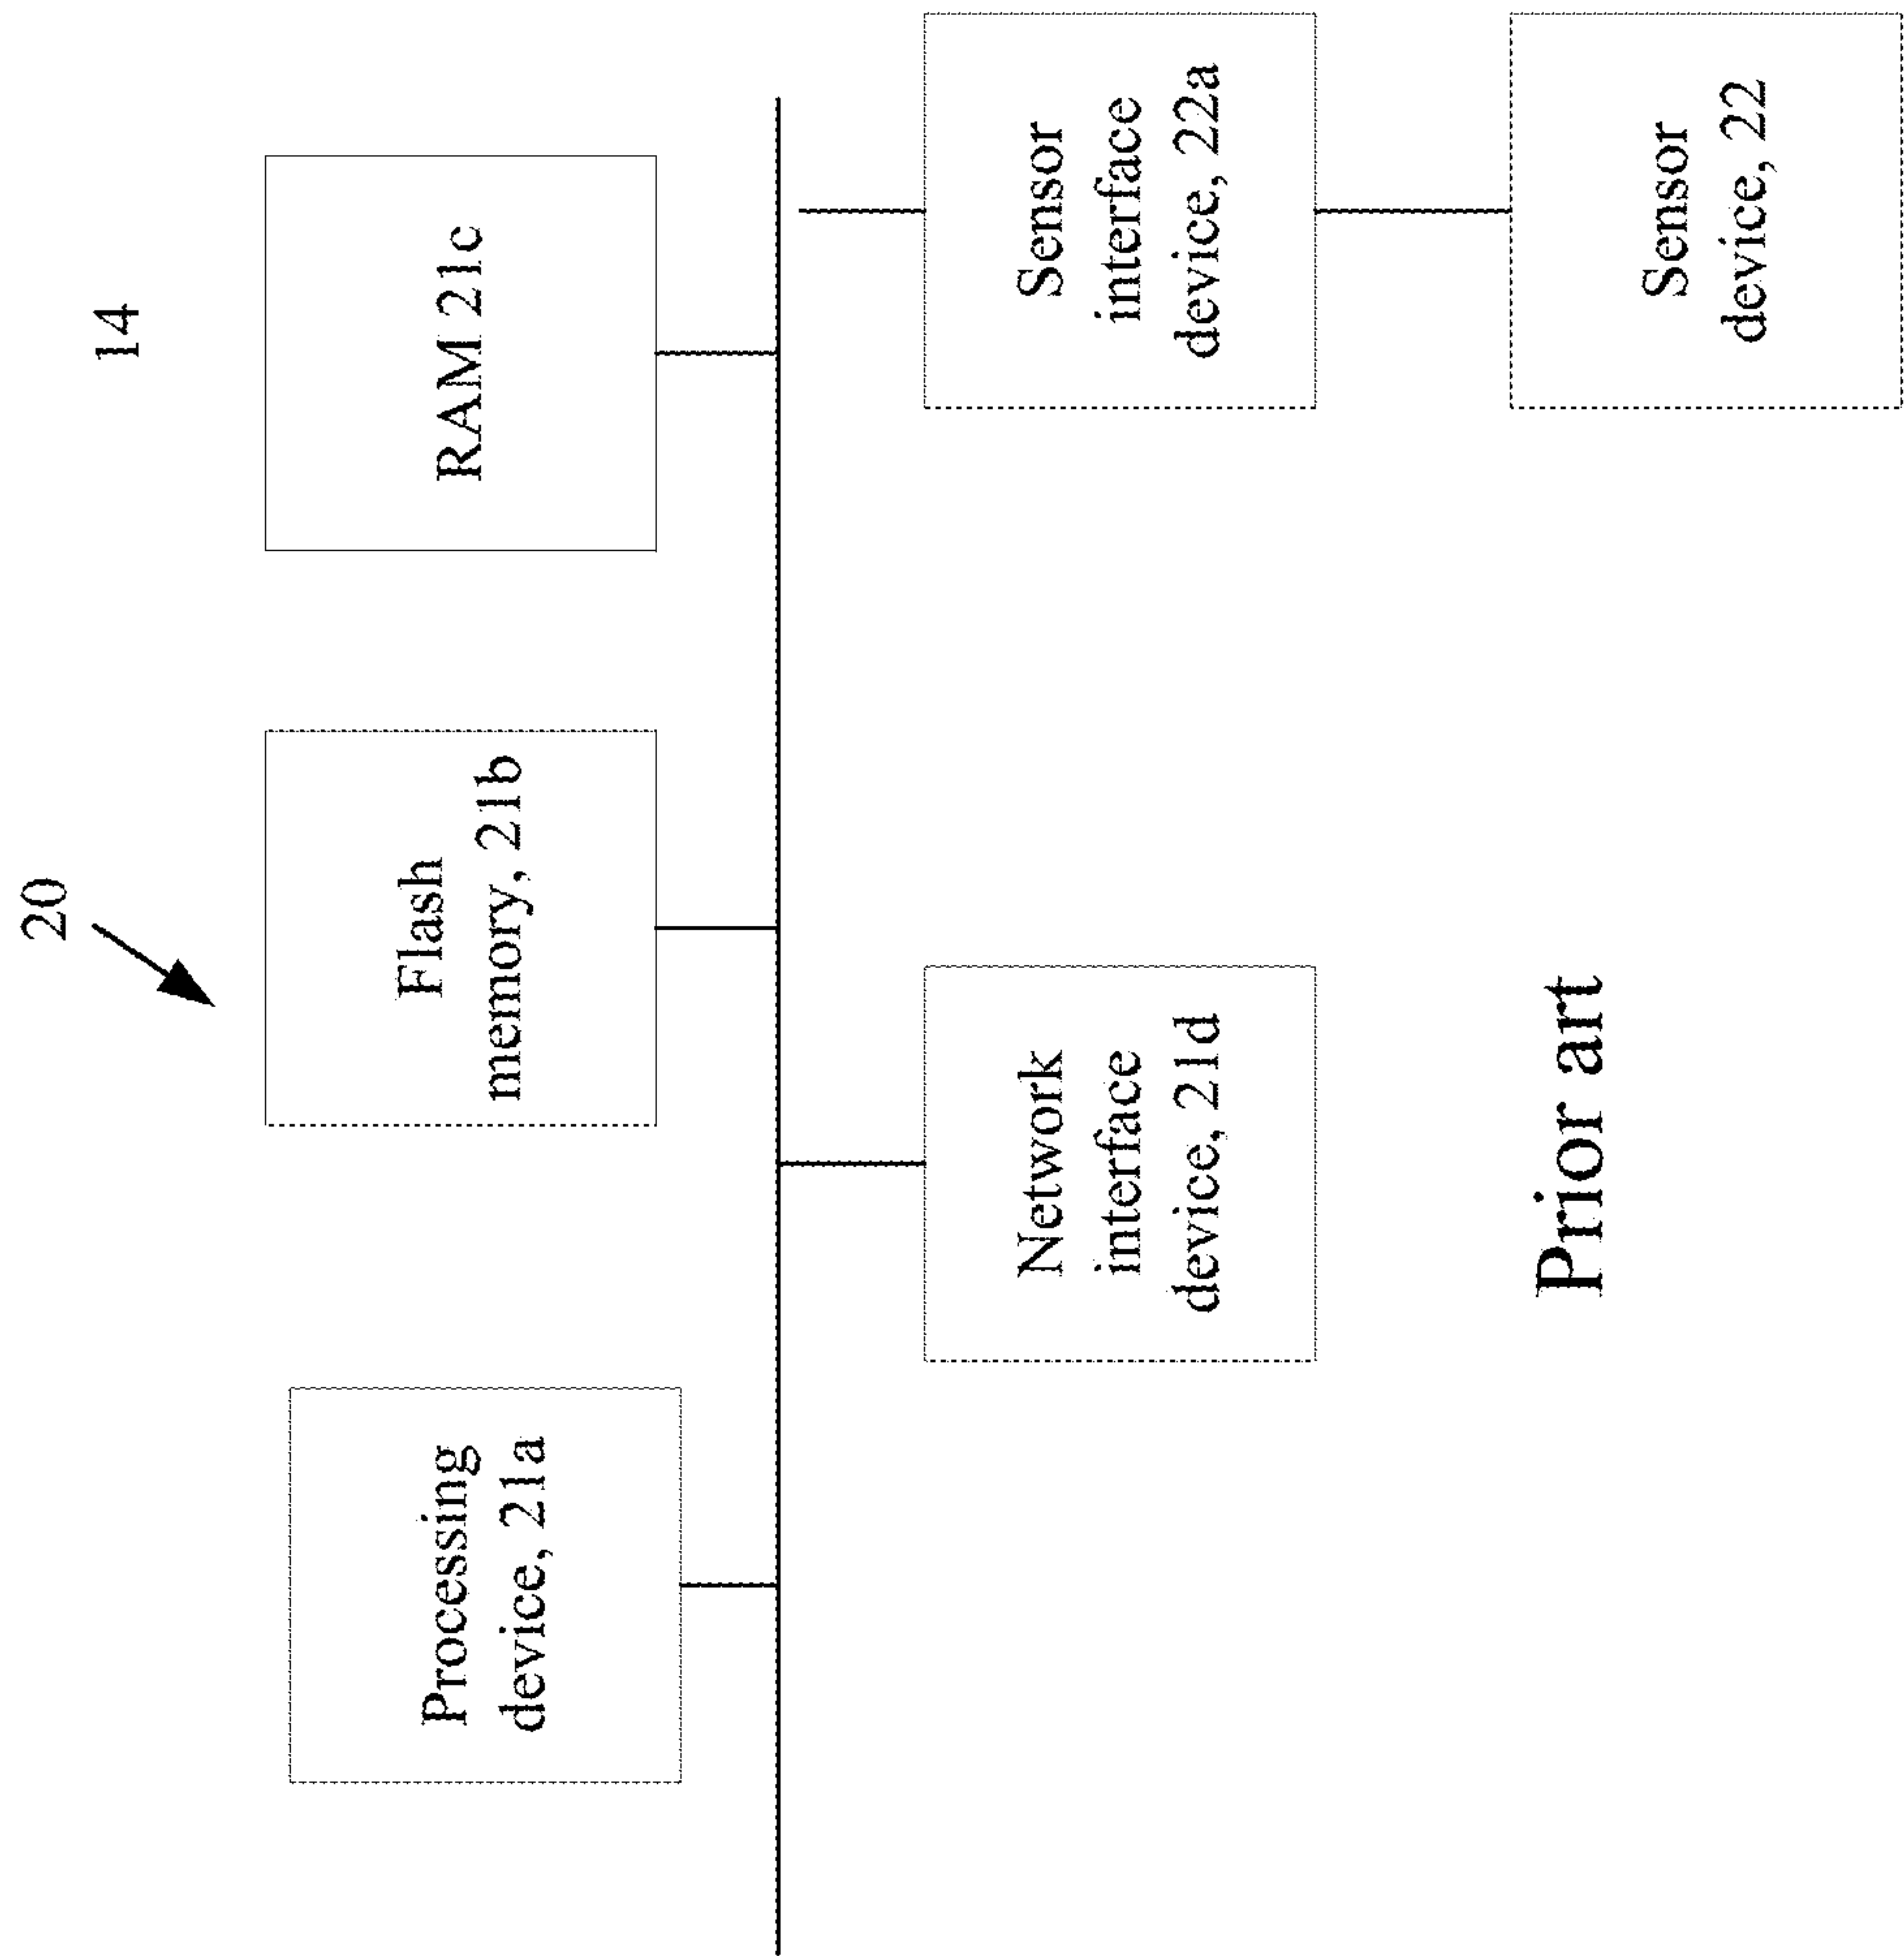 20
14
Processing
device, 21a
Flash
memory, 21b
RAM 21c
Network
interface
device, 21d
Sensor
interface
device, 22a
Sensor
device, 22
Prior art